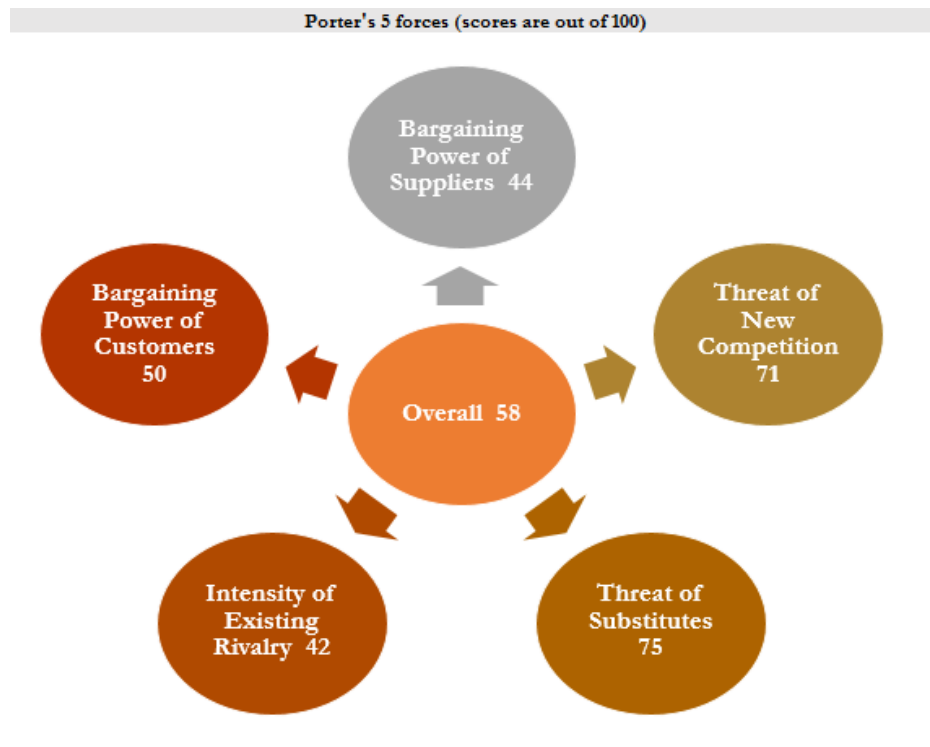 Porter's 5 forces (scores are out of 100)
Bargaining
Power of
Suppliers 44
Bargaining
Power of
Customers
50
Threat of
New
Competition
71
Overall 58
Intensity of
Existing
Rivalry 42
Threat of
Substitutes
75